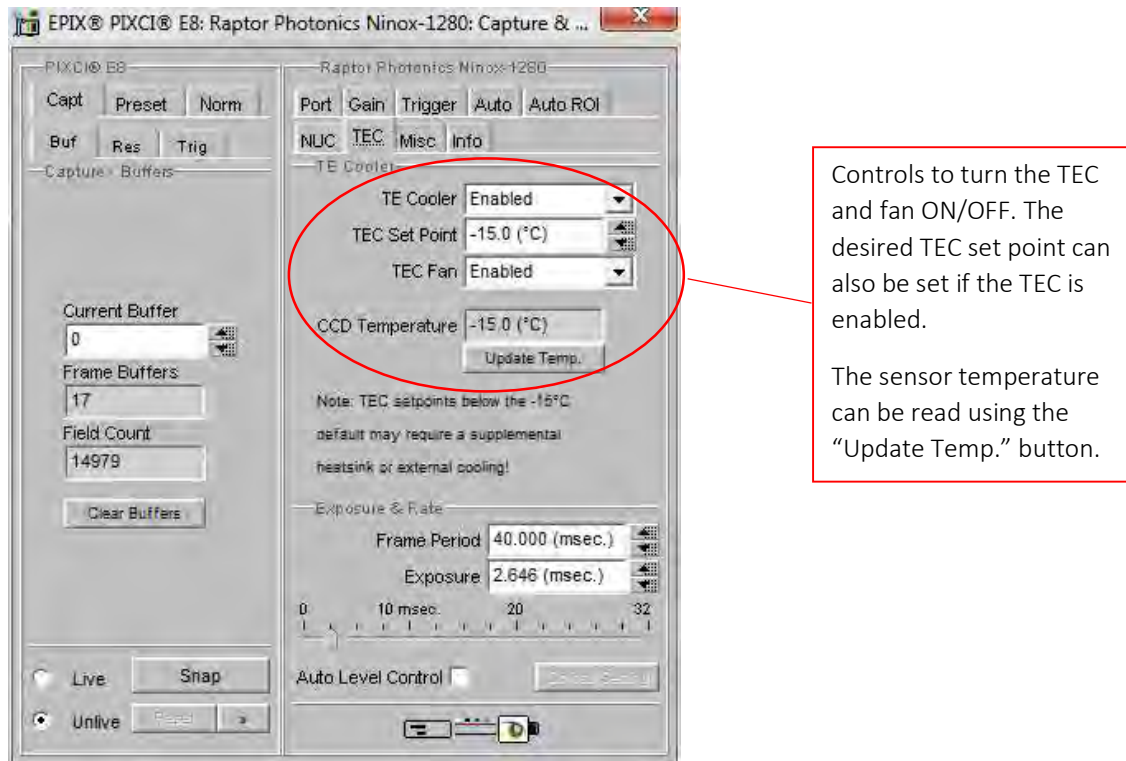 EPIX® PIXCI® E8: Raptor Photonics Ninox-1280: Capture & ...
PIXCI® E8
Capt Preset Norm
Buf Res Trig
Capture - Buffers
Current Buffer
0
Frame Buffers
17
Field Count
14979
Clear Buffers
Live Snap
Unlive Reset »
Raptor Photonics Ninox-1280
Port Gain Trigger Auto Auto ROI
NUC TEC Misc Info
TE Cooler
TE Cooler Enabled
TEC Set Point -15.0 (°C)
TEC Fan Enabled
CCD Temperature -15.0 (°C)
Update Temp.
Note: TEC setpoints below the -15°C
default may require a supplemental
heatsink or external cooling!
Exposure & Rate
Frame Period 40.000 (msec.)
Exposure 2.646 (msec.)
0 10 msec. 20 32
Auto Level Control
Controls to turn the TEC
and fan ON/OFF. The
desired TEC set point can
also be set if the TEC is
enabled.
The sensor temperature
can be read using the
“Update Temp.” button.